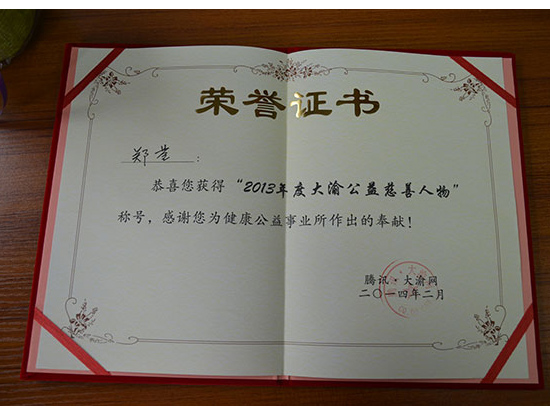 荣誉证书
郑莹:
恭喜您获得“2013年度大渝公益慈善人物”
称号,感谢您为健康公益事业所作出的奉献!
腾讯·大渝网
二〇一四年二月